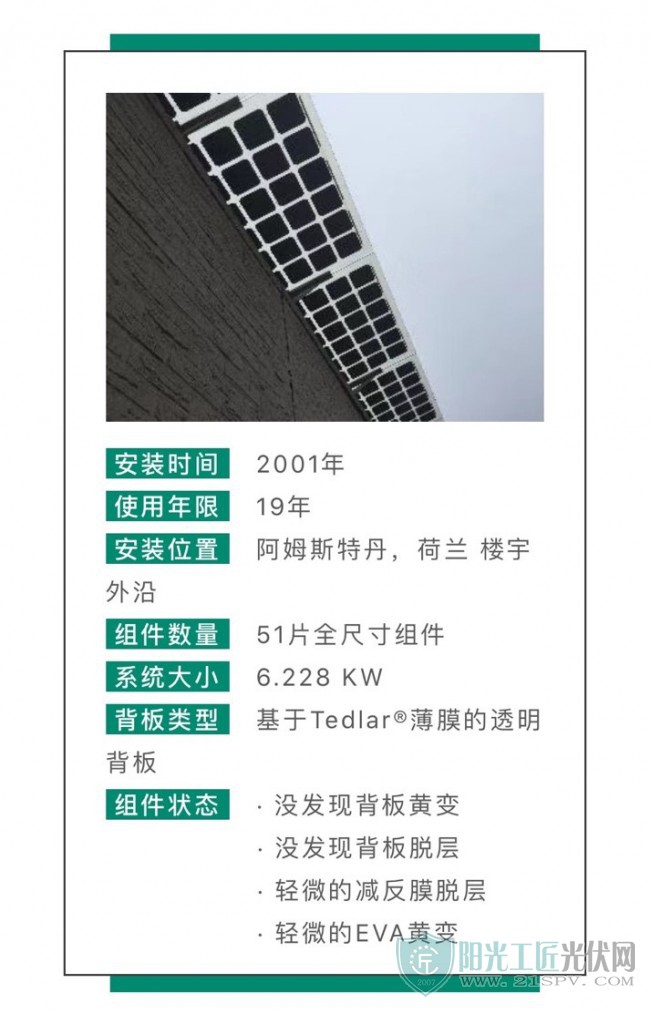 安装时间 2001年
使用年限 19年
安装位置 阿姆斯特丹，荷兰 楼宇
外沿
组件数量 51片全尺寸组件
系统大小 6.228 KW
背板类型 基于Tedlar®薄膜的透明
背板
组件状态 · 没发现背板黄变
· 没发现背板脱层
· 轻微的减反膜脱层
· 轻微的EVA黄变
匠 2007 阳光工匠光伏网
www.21SPV.com